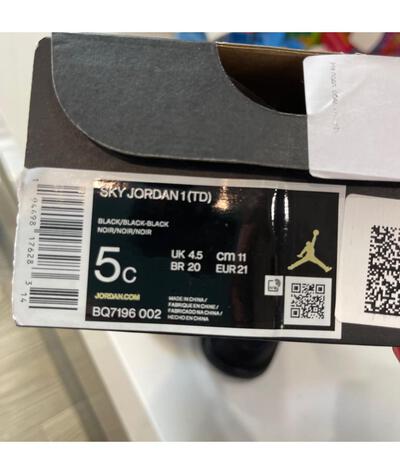 SKY JORDAN 1 (TD)
BLACK/BLACK-BLACK
NOIR/NOIR/NOIR
5C
UK 4.5 cm 11
BR 20 EUR 21
JORDAN.COM
BQ7196 002
MADE IN CHINA/
FABRIQUE EN CHINE/
FABRICADO NA CHINA/
HECHO EN CHINA